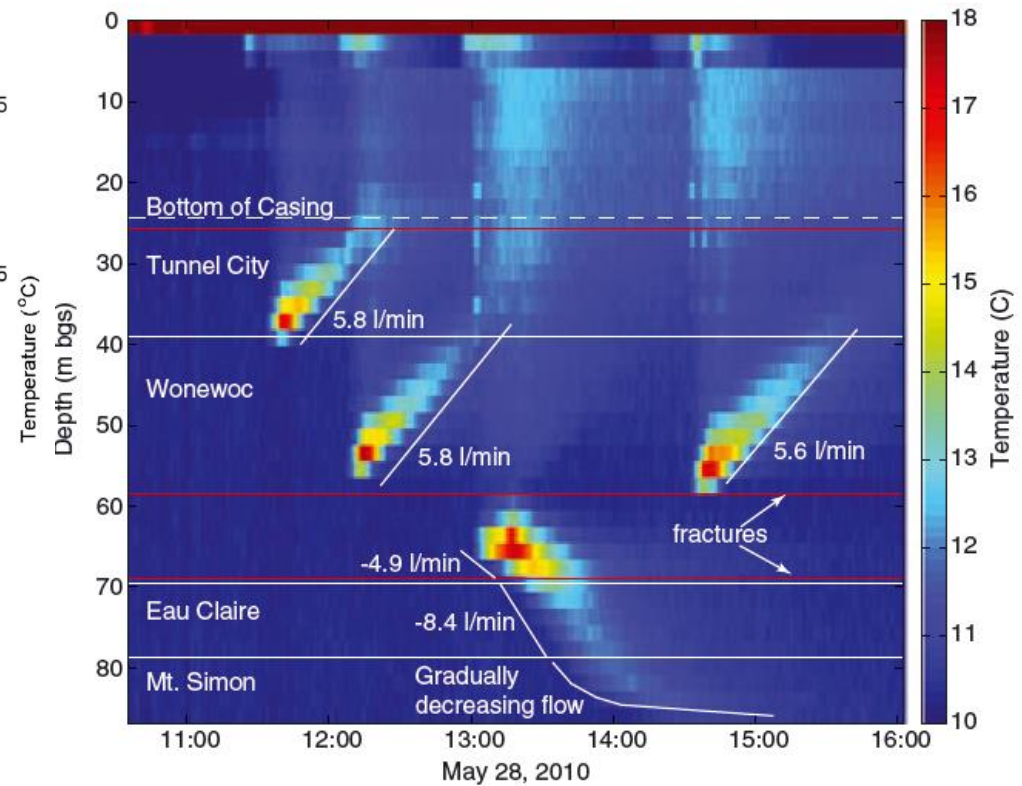 0
10
20
30
40
50
60
70
80
Temperature (°C)
Depth (m bgs)
5
5
Bottom of Casing
Tunnel City
5.8 l/min
Wonewoc
5.8 l/min
5.6 l/min
fractures
-4.9 l/min
Eau Claire
-8.4 l/min
Mt. Simon
Gradually
decreasing flow
11:00
12:00
13:00
14:00
15:00
16:00
May 28, 2010
18
17
16
15
14
13
12
11
10
Temperature (C)